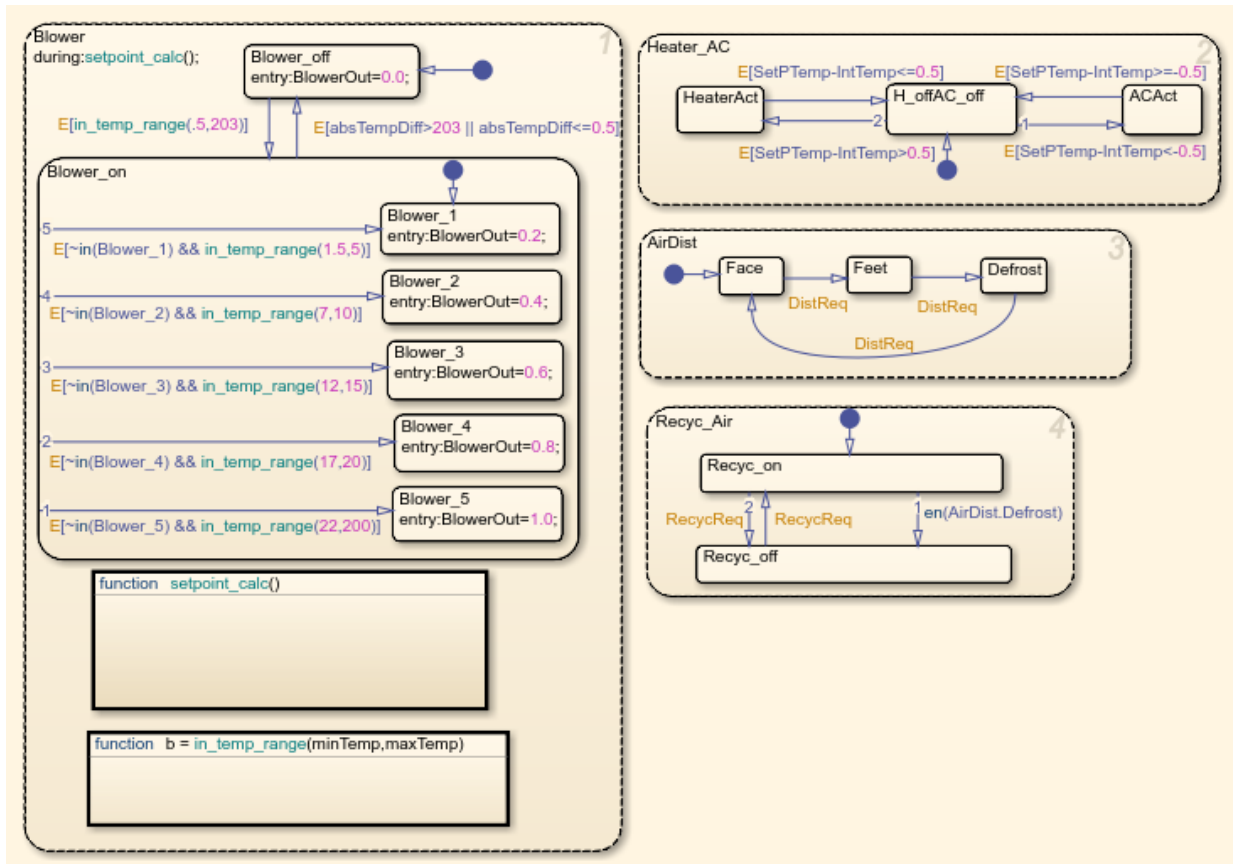 Blower
during:setpoint_calc();
1
Blower_off
entry:BlowerOut=0.0;
E[in_temp_range(.5,203)]
E[absTempDiff>203 || absTempDiff<=0.5]
Blower_on
5
Blower_1
entry:BlowerOut=0.2;
E[~in(Blower_1) && in_temp_range(1.5,5)]
4
Blower_2
entry:BlowerOut=0.4;
E[~in(Blower_2) && in_temp_range(7,10)]
3
Blower_3
entry:BlowerOut=0.6;
E[~in(Blower_3) && in_temp_range(12,15)]
2
Blower_4
entry:BlowerOut=0.8;
E[~in(Blower_4) && in_temp_range(17,20)]
1
Blower_5
entry:BlowerOut=1.0;
E[~in(Blower_5) && in_temp_range(22,200)]
function setpoint_calc()
function b = in_temp_range(minTemp,maxTemp)
Heater_AC
2
E[SetPTemp-IntTemp<=0.5]
E[SetPTemp-IntTemp>=-0.5]
HeaterAct
H_offAC_off
ACAct
2
1
E[SetPTemp-IntTemp>0.5]
E[SetPTemp-IntTemp<-0.5]
AirDist
3
Face
Feet
Defrost
DistReq
DistReq
DistReq
Recyc_Air
4
Recyc_on
2
1
RecycReq
RecycReq
en(AirDist.Defrost)
Recyc_off